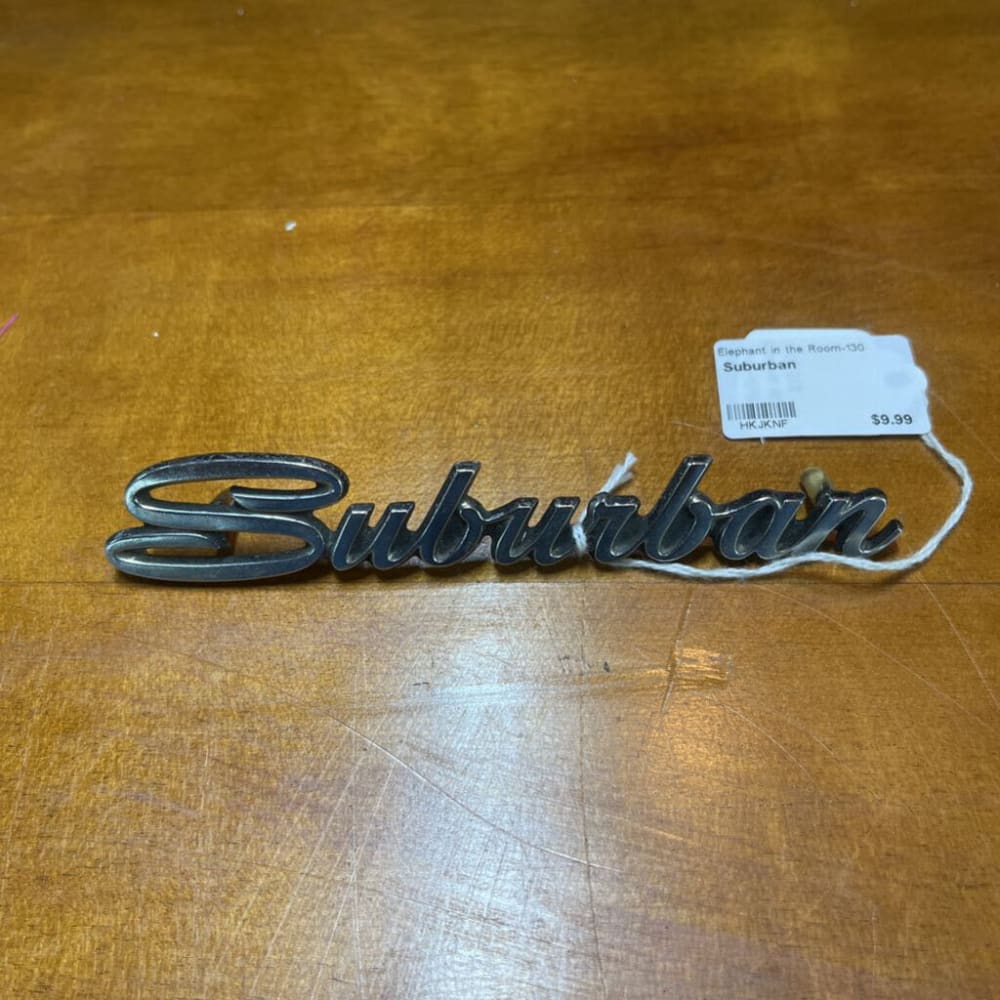 Elephant in the Room-130
Suburban
HKJKNF
$9.99
Suburban